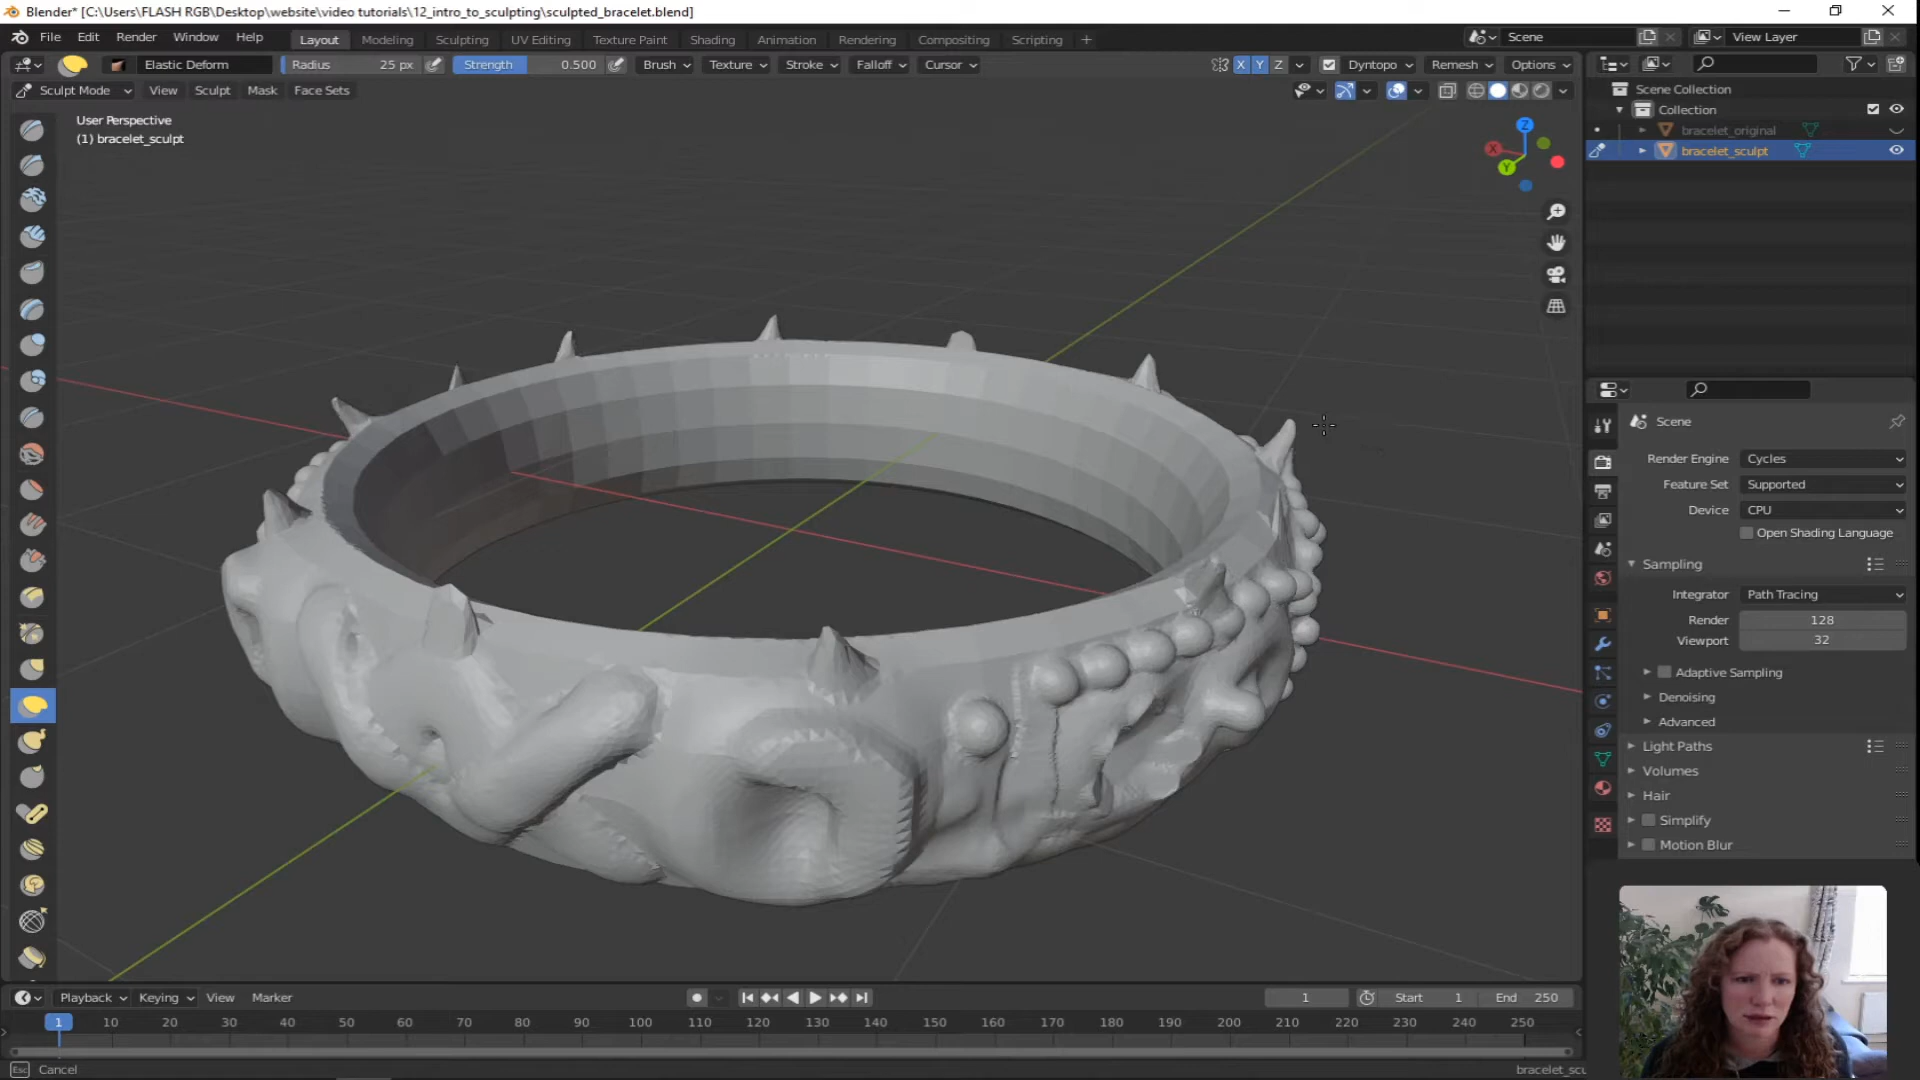 Blender* [C:\Users\FLASH RGB\Desktop\website\video tutorials\12_intro_to_sculpting\sculpted_bracelet.blend]
File Edit Render Window Help Layout Modeling Sculpting UV Editing Texture Paint Shading Animation Rendering Compositing Scripting + Scene View Layer
Elastic Deform Radius 25 px Strength 0.500 Brush Texture Stroke Falloff Cursor X Y Z Dyntopo Remesh Options
Sculpt Mode View Sculpt Mask Face Sets
User Perspective
(1) bracelet_sculpt
Z
X
Y
Scene Collection
Collection
bracelet_original
bracelet_sculpt
Scene
Render Engine Cycles
Feature Set Supported
Device CPU
Open Shading Language
Sampling
Integrator Path Tracing
Render 128
Viewport 32
Adaptive Sampling
Denoising
Advanced
Light Paths
Volumes
Hair
Simplify
Motion Blur
Playback Keying View Marker 1 Start 1 End 250
1 10 20 30 40 50 60 70 80 90 100 110 120 130 140 150 160 170 180 190 200 210 220 230 240 250
Esc Cancel bracelet_scu